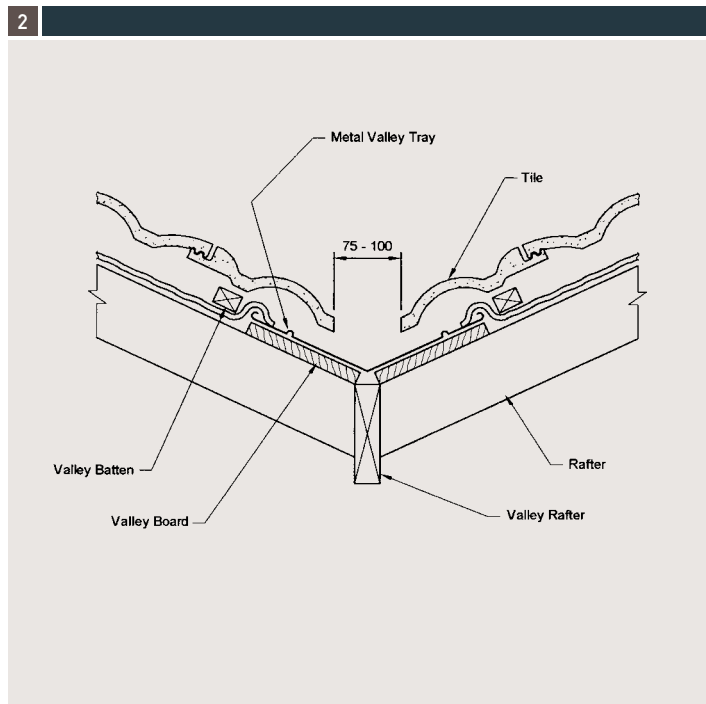 2
Metal Valley Tray
Tile
75 - 100
Valley Batten
Rafter
Valley Board
Valley Rafter